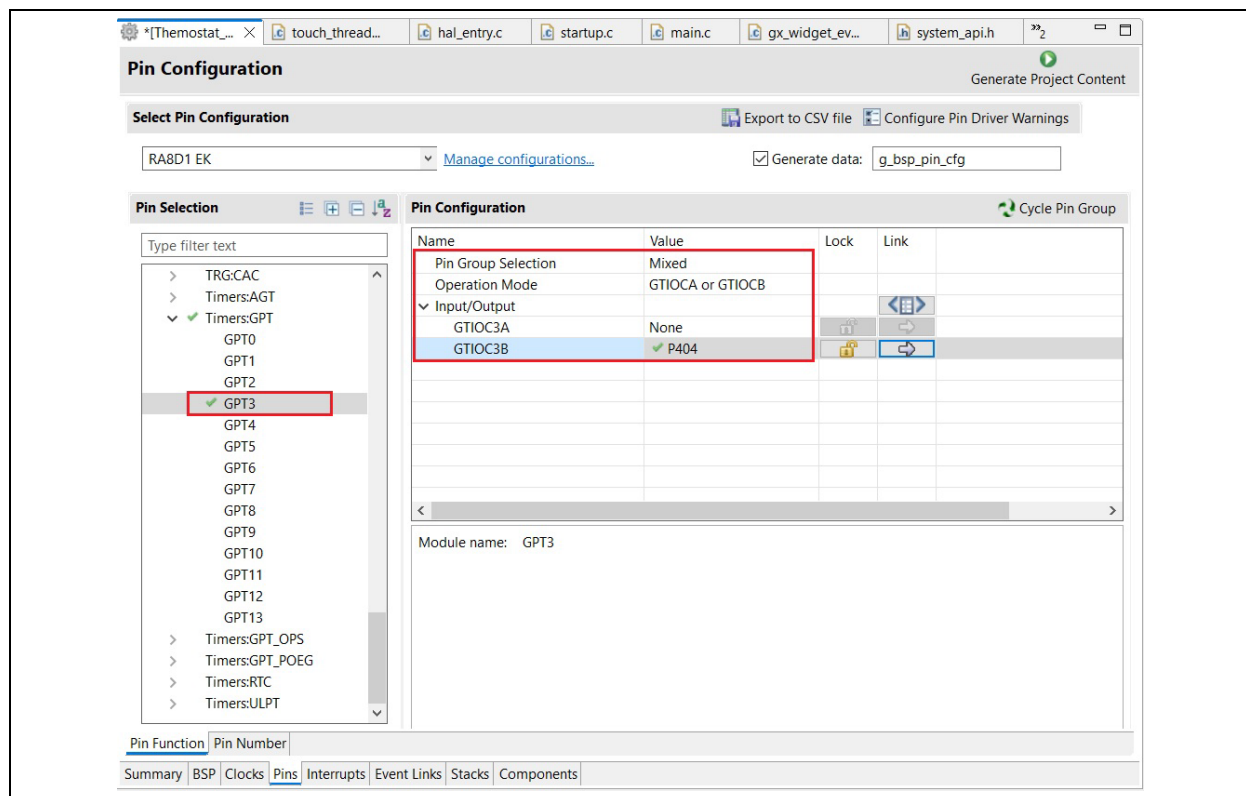 *[Themostat_... touch_thread... hal_entry.c startup.c main.c gx_widget_ev... system_api.h »2
Pin Configuration
Generate Project Content
Select Pin Configuration Export to CSV file Configure Pin Driver Warnings
RA8D1 EK Manage configurations... Generate data: g_bsp_pin_cfg
Pin Selection
Type filter text
TRG:CAC
Timers:AGT
Timers:GPT
GPT0
GPT1
GPT2
GPT3
GPT4
GPT5
GPT6
GPT7
GPT8
GPT9
GPT10
GPT11
GPT12
GPT13
Timers:GPT_OPS
Timers:GPT_POEG
Timers:RTC
Timers:ULPT
Pin Configuration Cycle Pin Group
Name Value Lock Link
Pin Group Selection Mixed
Operation Mode GTIOCA or GTIOCB
Input/Output
GTIOC3A None
GTIOC3B P404
Module name: GPT3
Pin Function Pin Number
Summary BSP Clocks Pins Interrupts Event Links Stacks Components